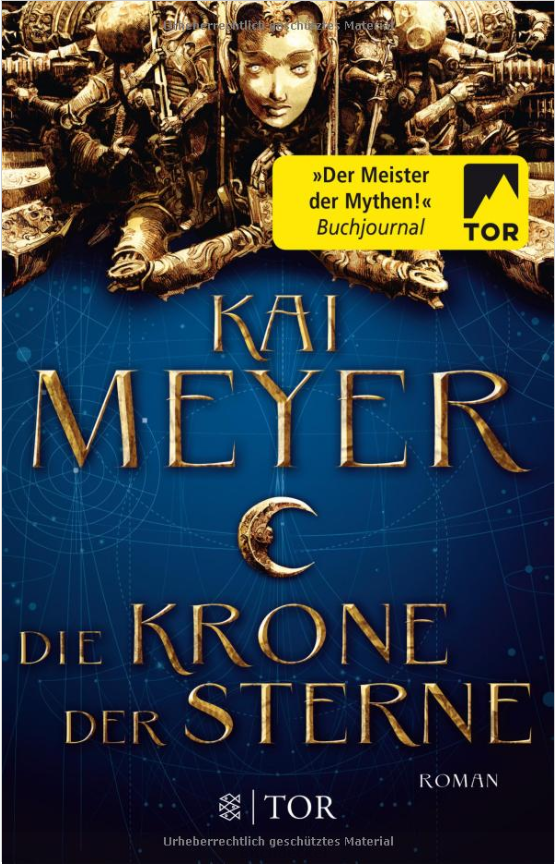 Urheberrechtlich geschütztes Material
»Der Meister
der Mythen!«
Buchjournal
TOR
KAI
MEYER
DIE KRONE
DER STERNE
ROMAN
TOR
Urheberrechtlich geschütztes Material